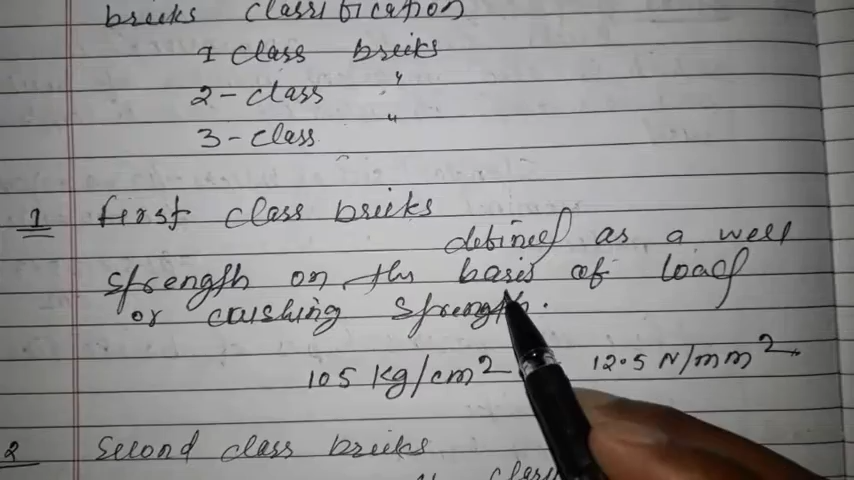 bricks classification
1 class bricks
2 - class "
3 - class "
1 First class bricks
defined as a well
strength on the basis of load
or crushing strength.
105 kg/cm² 12.5 N/mm²
2 Second class bricks
class